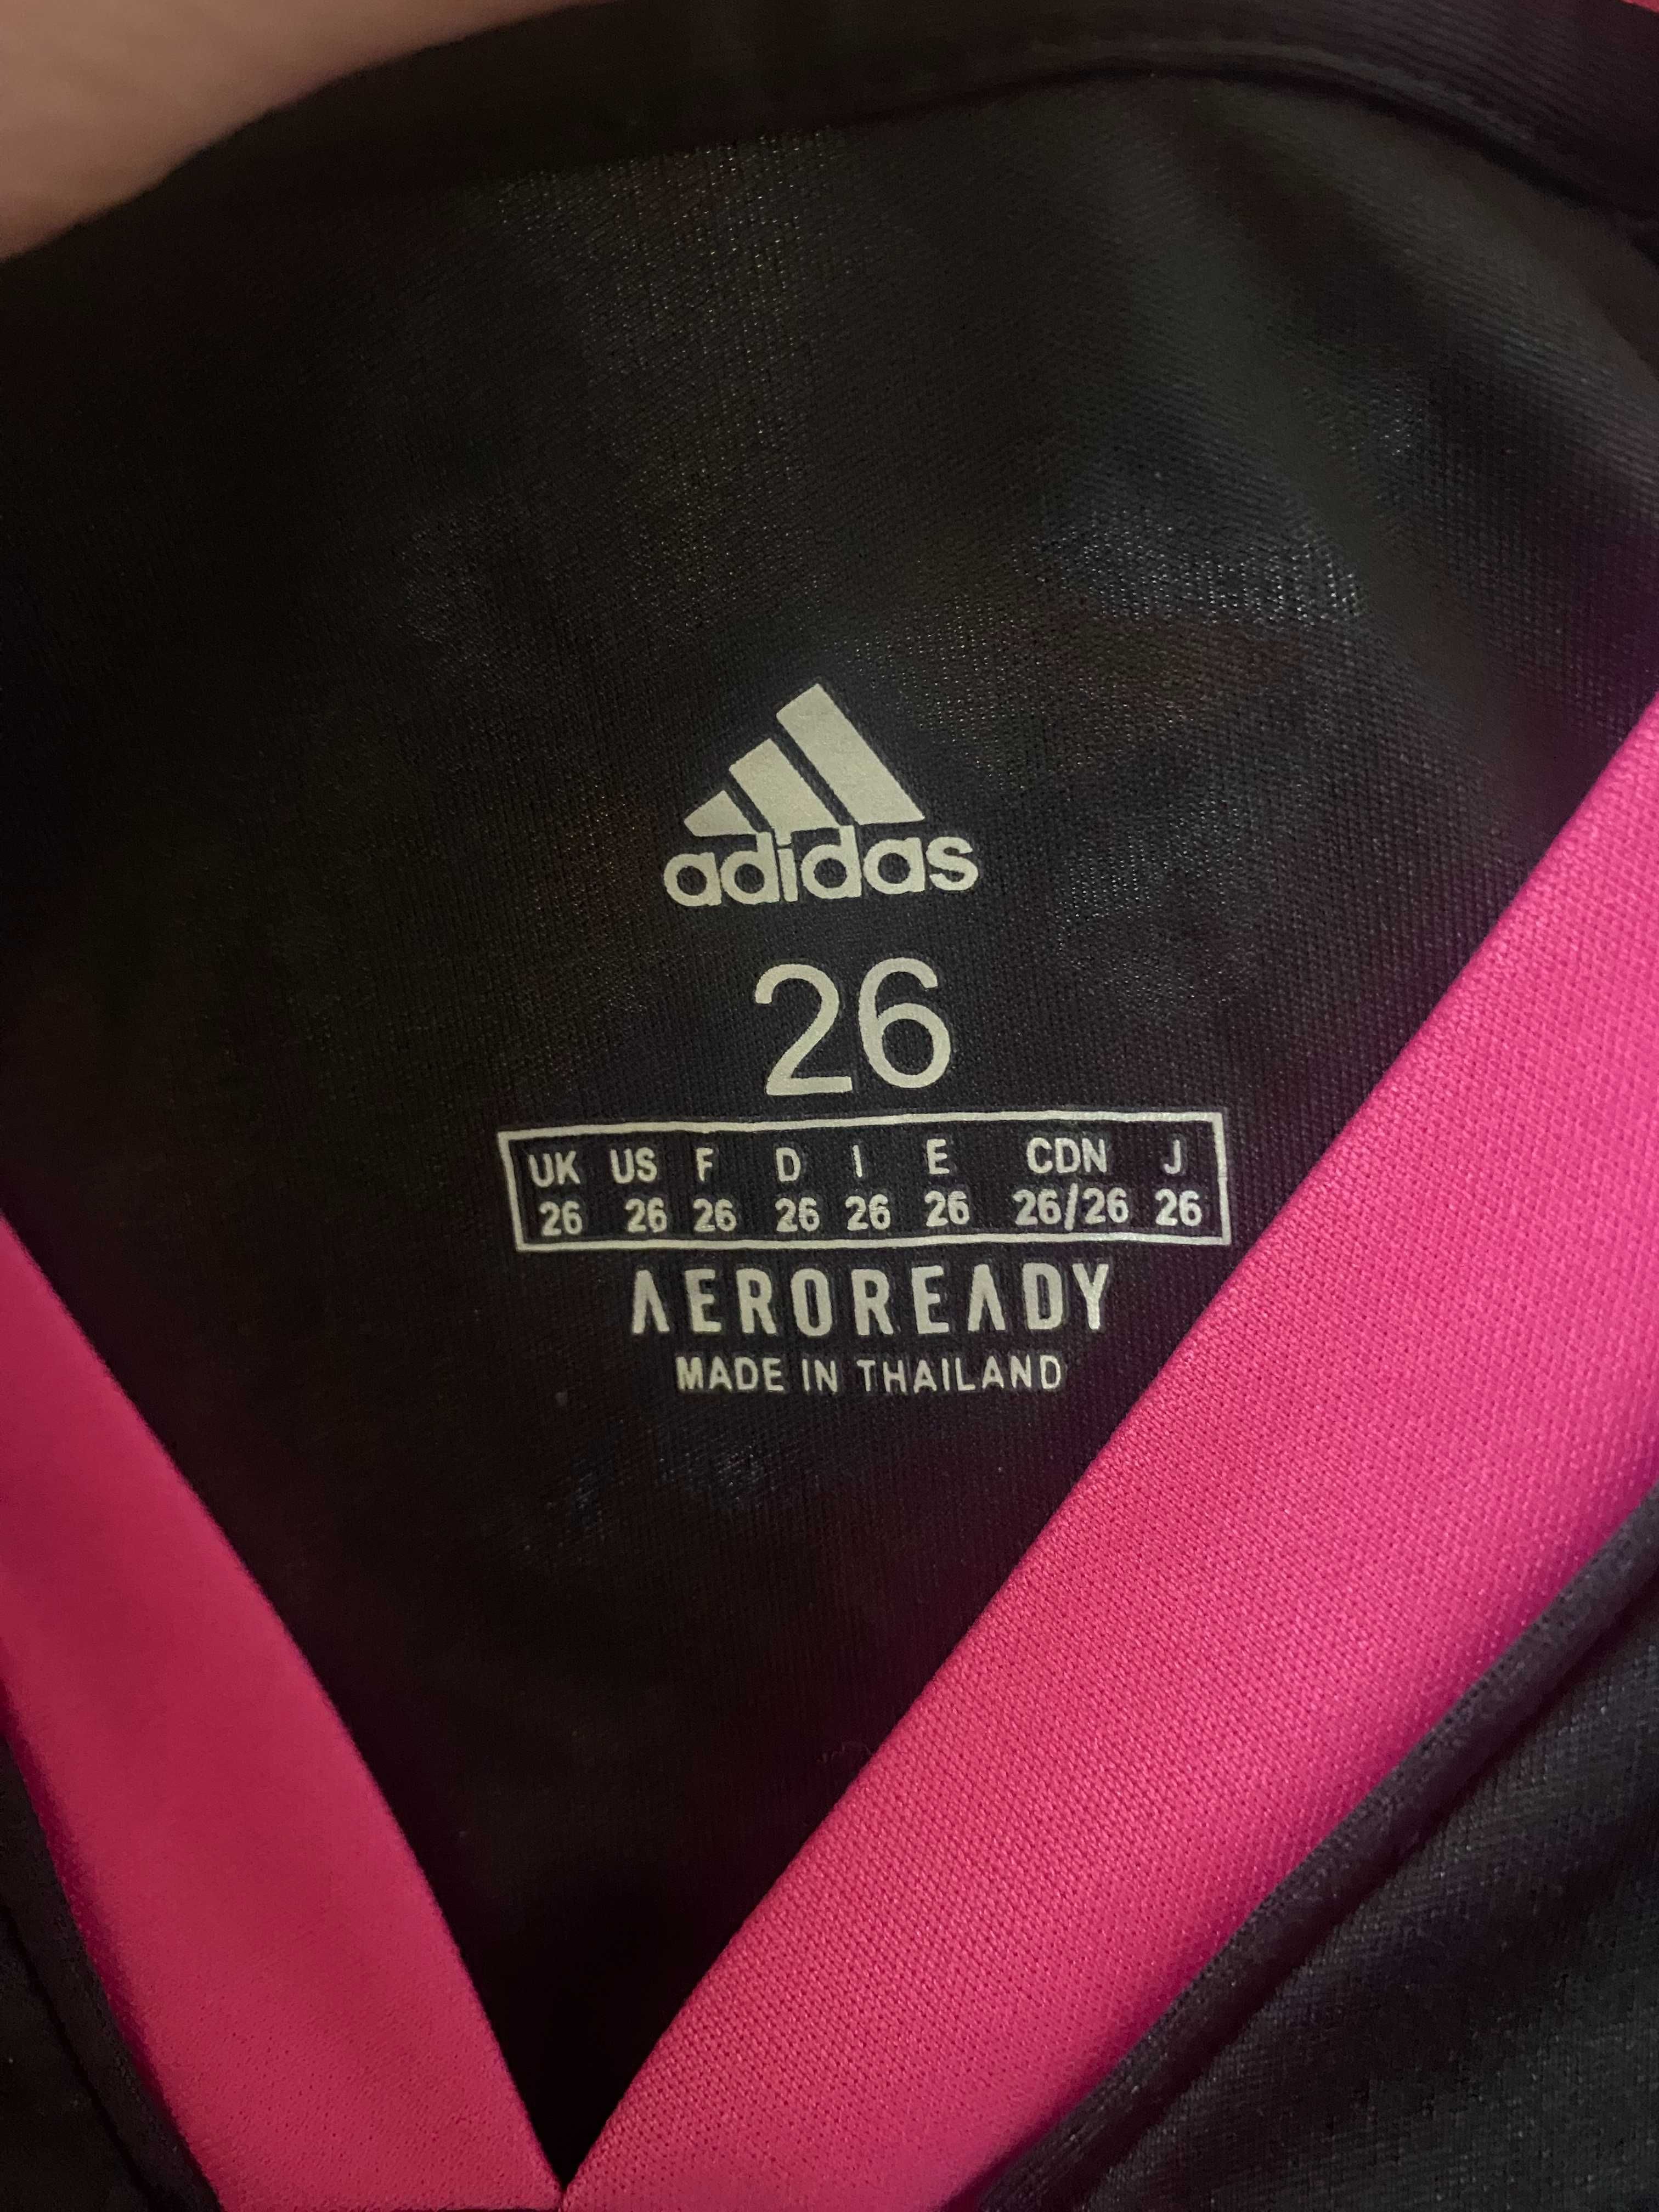 adidas
26
UK US F D I E CDN J
26 26 26 26 26 26 26/26 26
AEROREADY
MADE IN THAILAND